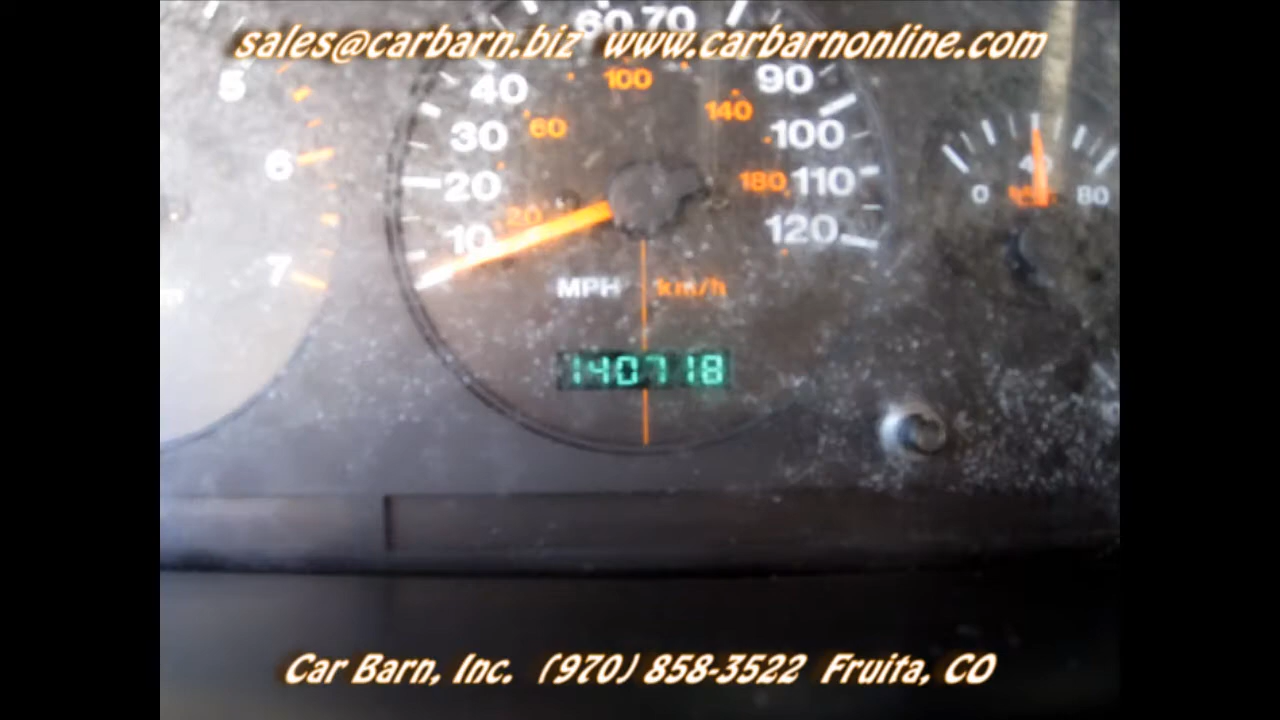 sales@carbarn.biz www.carbarnonline.com
60 70
5 40 100 90
60 140
30 100
6 40
20 180 110 0 80
20
10 120
7
MPH km/h
140718
Car Barn, Inc. (970) 858-3522 Fruita, CO